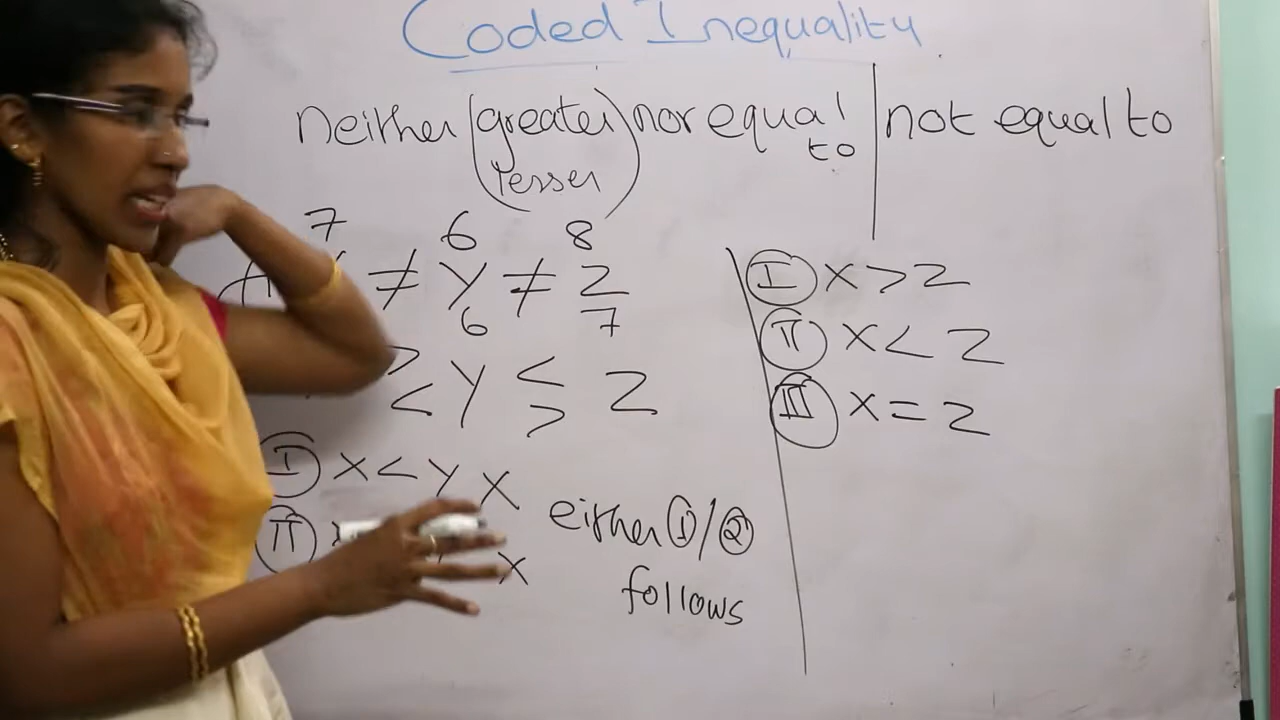 Coded Inequality
neither (greater) nor equal to | not equal to
lesser
7 6 8
≠ Y ≠ Z
6 7
> <
< Y > Z
I X < Y X
II X
either ①/② follows
I X > Z
II X < Z
III X = Z